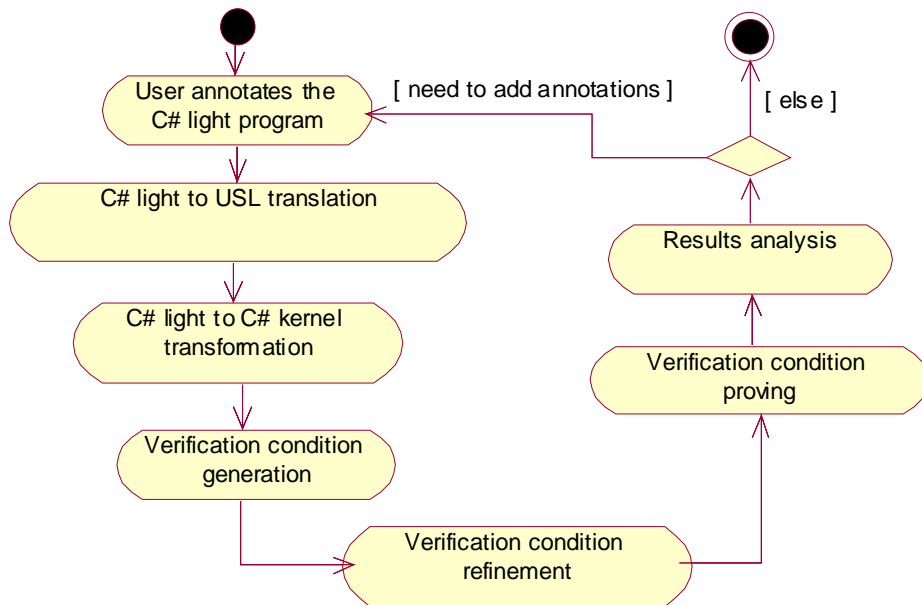 User annotates the
C# light program
[ need to add annotations ]
[ else ]
C# light to USL translation
Results analysis
C# light to C# kernel
transformation
Verification condition
proving
Verification condition
generation
Verification condition
refinement